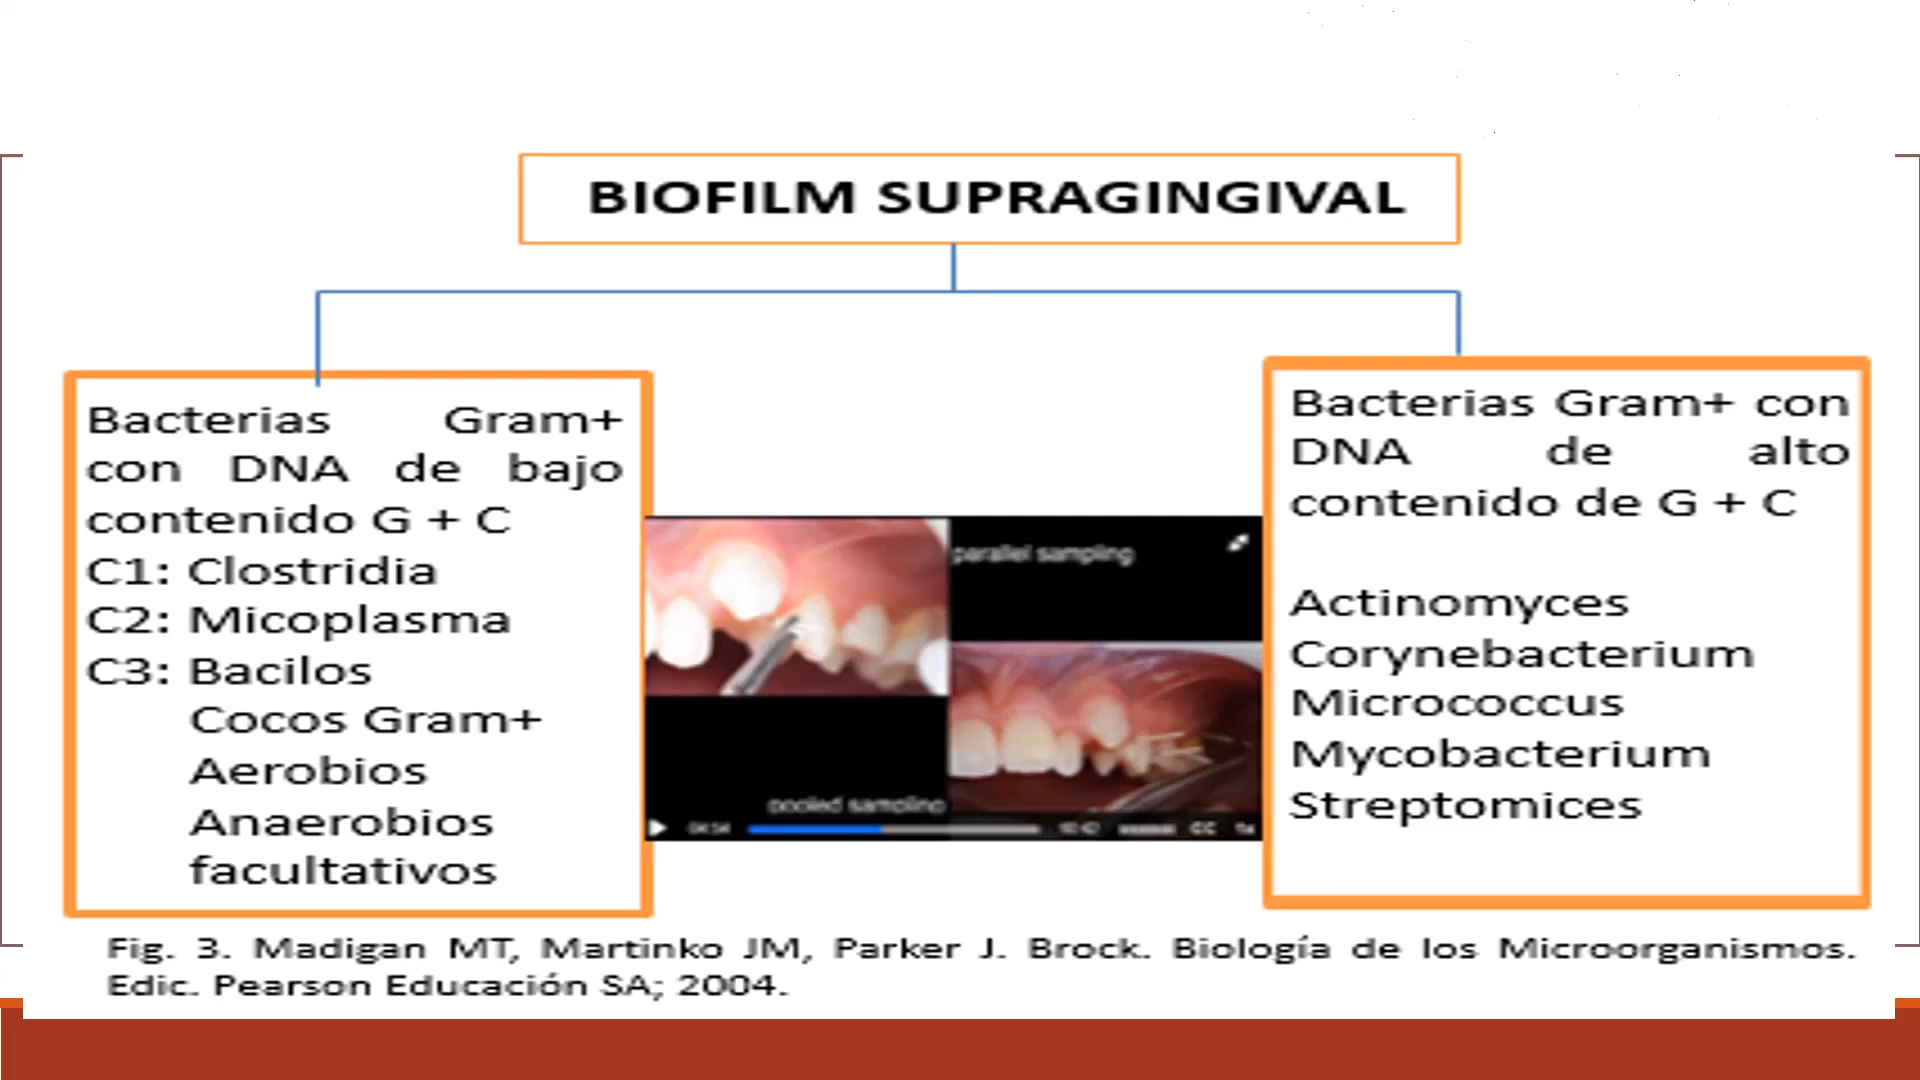 BIOFILM SUPRAGINGIVAL
Bacterias Gram+
con DNA de bajo
contenido G + C
C1: Clostridia
C2: Micoplasma
C3: Bacilos
Cocos Gram+
Aerobios
Anaerobios
facultativos
parallel sampling
pooled sampling
CC
Bacterias Gram+ con
DNA de alto
contenido de G + C
Actinomyces
Corynebacterium
Micrococcus
Mycobacterium
Streptomices
Fig. 3. Madigan MT, Martinko JM, Parker J. Brock. Biología de los Microorganismos.
Edic. Pearson Educación SA; 2004.